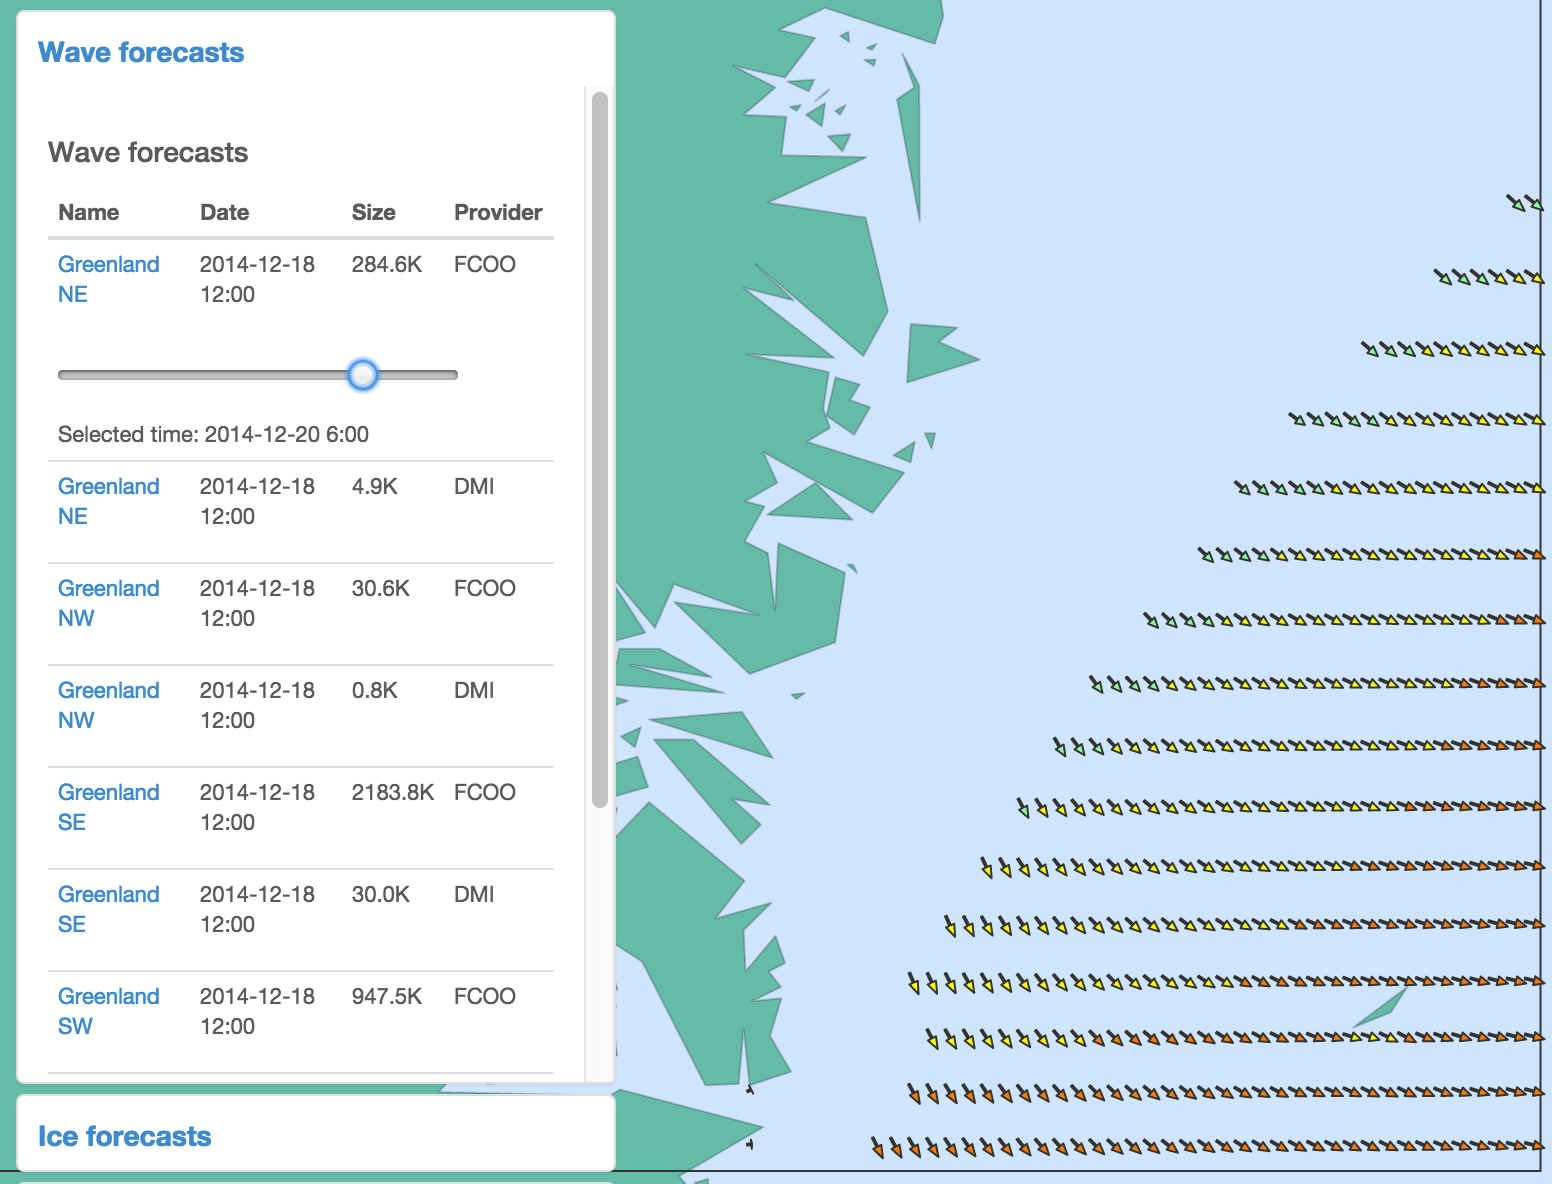 Wave forecasts
Wave forecasts
Name Date Size Provider
Greenland 2014-12-18 284.6K FCOO
NE 12:00
Selected time: 2014-12-20 6:00
Greenland 2014-12-18 4.9K DMI
NE 12:00
Greenland 2014-12-18 30.6K FCOO
NW 12:00
Greenland 2014-12-18 0.8K DMI
NW 12:00
Greenland 2014-12-18 2183.8K FCOO
SE 12:00
Greenland 2014-12-18 30.0K DMI
SE 12:00
Greenland 2014-12-18 947.5K FCOO
SW 12:00
Ice forecasts